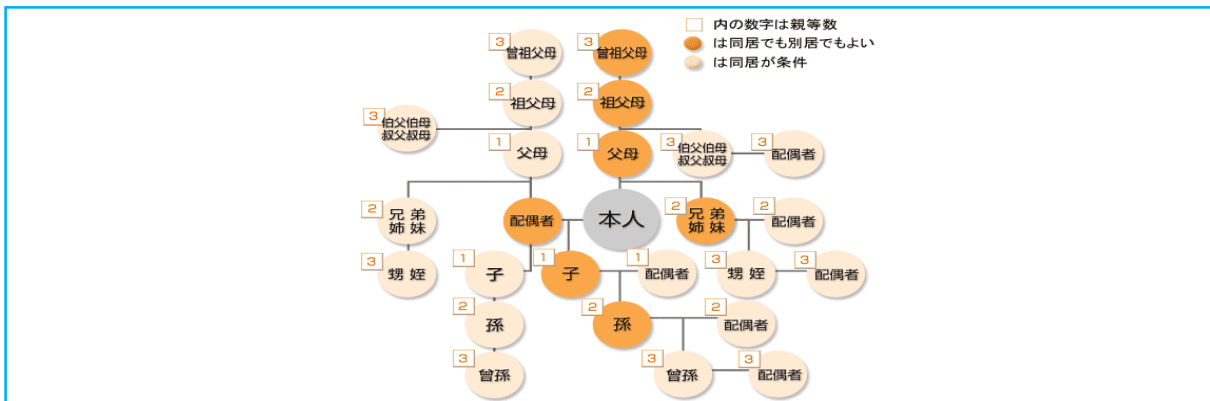 内の数字は親等数
は同居でも別居でもよい
は同居が条件
3
曾祖父母
3
曾祖父母
2
祖父母
2
祖父母
3
伯父伯母
叔父叔母
1
父母
1
父母
3
伯父伯母
叔父叔母
3
配偶者
2
兄弟
姉妹
配偶者
本人
2
兄弟
姉妹
2
配偶者
3
甥姪
1
子
1
子
1
配偶者
3
甥姪
3
配偶者
2
孫
2
孫
2
配偶者
3
曾孫
3
曾孫
3
配偶者